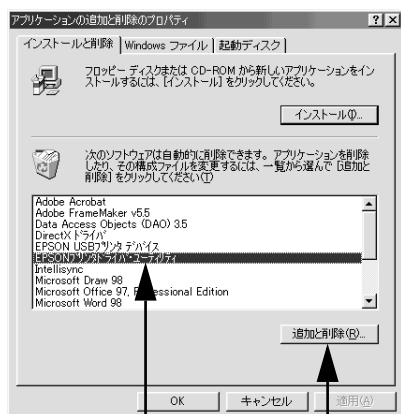 アプリケーションの追加と削除のプロパティ
インストールと削除 Windows ファイル 起動ディスク
フロッピー ディスクまたは CD-ROM から新しいアプリケーションをイン
ストールするには、[インストール] をクリックしてください。
インストール(I)...
次のソフトウェアは自動的に削除できます。アプリケーションを削除
したり、その構成ファイルを変更するには、一覧から選んで [追加と
削除] をクリックしてください(T)
Adobe Acrobat
Adobe FrameMaker v5.5
Data Access Objects (DAO) 3.5
DirectX ドライバ
EPSON USBプリンタ デバイス
EPSONプリンタドライバ・ユーティリティ
Intellisync
Microsoft Draw 98
Microsoft Office 97, Professional Edition
Microsoft Word 98
追加と削除(R)...
OK キャンセル 適用(A)